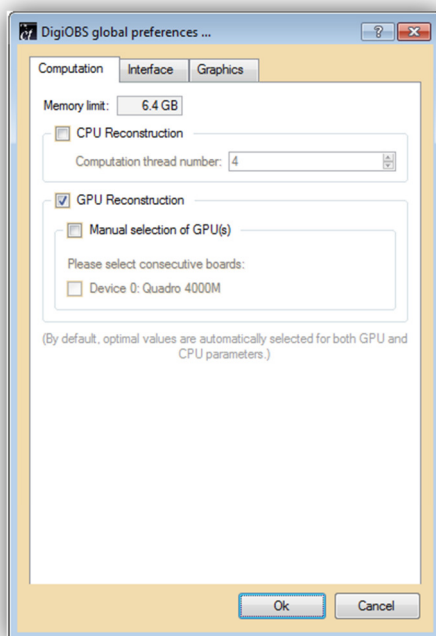 DigiOBS global preferences ...
Computation
Interface
Graphics
Memory limit: 6.4 GB
CPU Reconstruction
Computation thread number: 4
GPU Reconstruction
Manual selection of GPU(s)
Please select consecutive boards:
Device 0: Quadro 4000M
(By default, optimal values are automatically selected for both GPU and
CPU parameters.)
Ok
Cancel